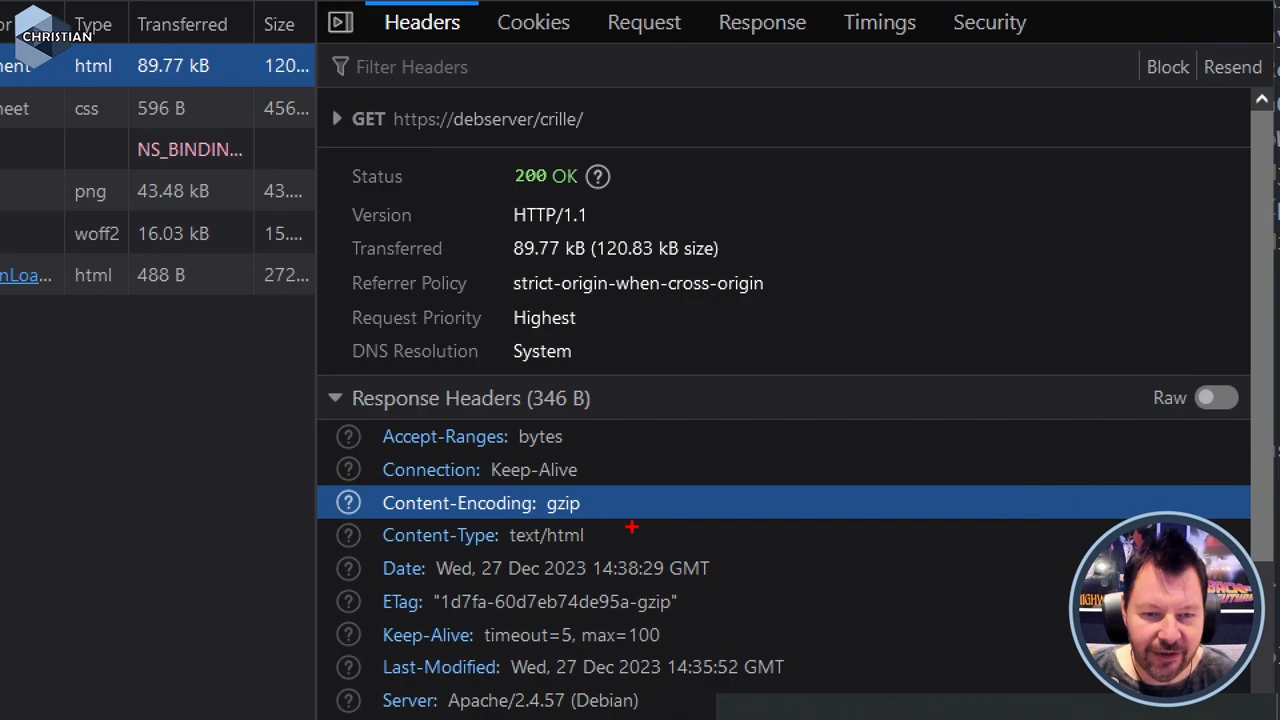 CHRISTIAN
Type Transferred Size
html 89.77 kB 120...
css 596 B 456...
NS_BINDIN...
png 43.48 kB 43....
woff2 16.03 kB 15....
nLoa... html 488 B 272...
Headers Cookies Request Response Timings Security
Filter Headers Block Resend
GET https://debserver/crille/
Status 200 OK ?
Version HTTP/1.1
Transferred 89.77 kB (120.83 kB size)
Referrer Policy strict-origin-when-cross-origin
Request Priority Highest
DNS Resolution System
Response Headers (346 B) Raw
? Accept-Ranges: bytes
? Connection: Keep-Alive
? Content-Encoding: gzip
? Content-Type: text/html
? Date: Wed, 27 Dec 2023 14:38:29 GMT
? ETag: "1d7fa-60d7eb74de95a-gzip"
? Keep-Alive: timeout=5, max=100
? Last-Modified: Wed, 27 Dec 2023 14:35:52 GMT
? Server: Apache/2.4.57 (Debian)